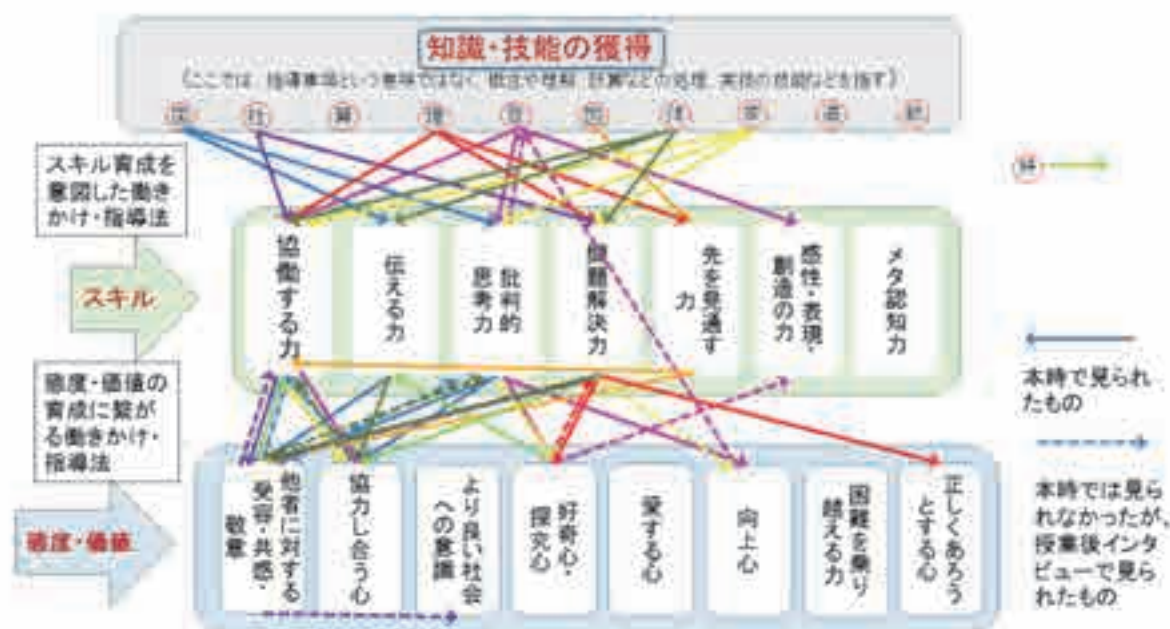 知識・技能の獲得
（ここでは、指導事項という意味ではなく、概念や理解、計算などの処理、実技の技能などを指す）
国 社 算 理 音 図 体 家 道 総
スキル育成を
意図した働き
かけ・指導法
スキル
協働する力
伝える力
批判的
思考力
問題解決力
先を見通す
力
感性・表現・
創造の力
メタ認知力
本時で見られ
たもの
態度・価値の
育成に繋が
る働きかけ・
指導法
態度・価値
他者に対する
受容・共感・
敬意
協力し合う心
より良い社会
への意識
好奇心・
探究心
愛する心
向上心
困難を乗り
越える力
正しくあろう
とする心
本時では見ら
れなかったが、
授業後インタ
ビューで見ら
れたもの